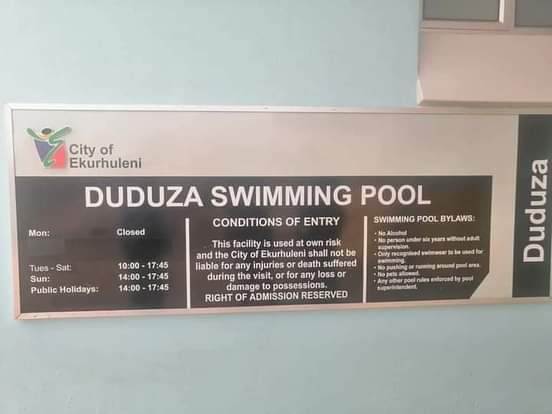 City of
Ekurhuleni
DUDUZA SWIMMING POOL
Mon: Closed
Tues - Sat: 10:00 - 17:45
Sun: 14:00 - 17:45
Public Holidays: 14:00 - 17:45
CONDITIONS OF ENTRY
This facility is used at own risk
and the City of Ekurhuleni shall not be
liable for any injuries or death suffered
during the visit, or for any loss or
damage to possessions.
RIGHT OF ADMISSION RESERVED
SWIMMING POOL BYLAWS:
• No Alcohol
• No person under six years without adult
supervision.
• Only recognised swimwear to be used for
swimming.
• No pushing or running around pool area.
• No pets allowed.
• Any other pool rules enforced by pool
superintendent.
Duduza